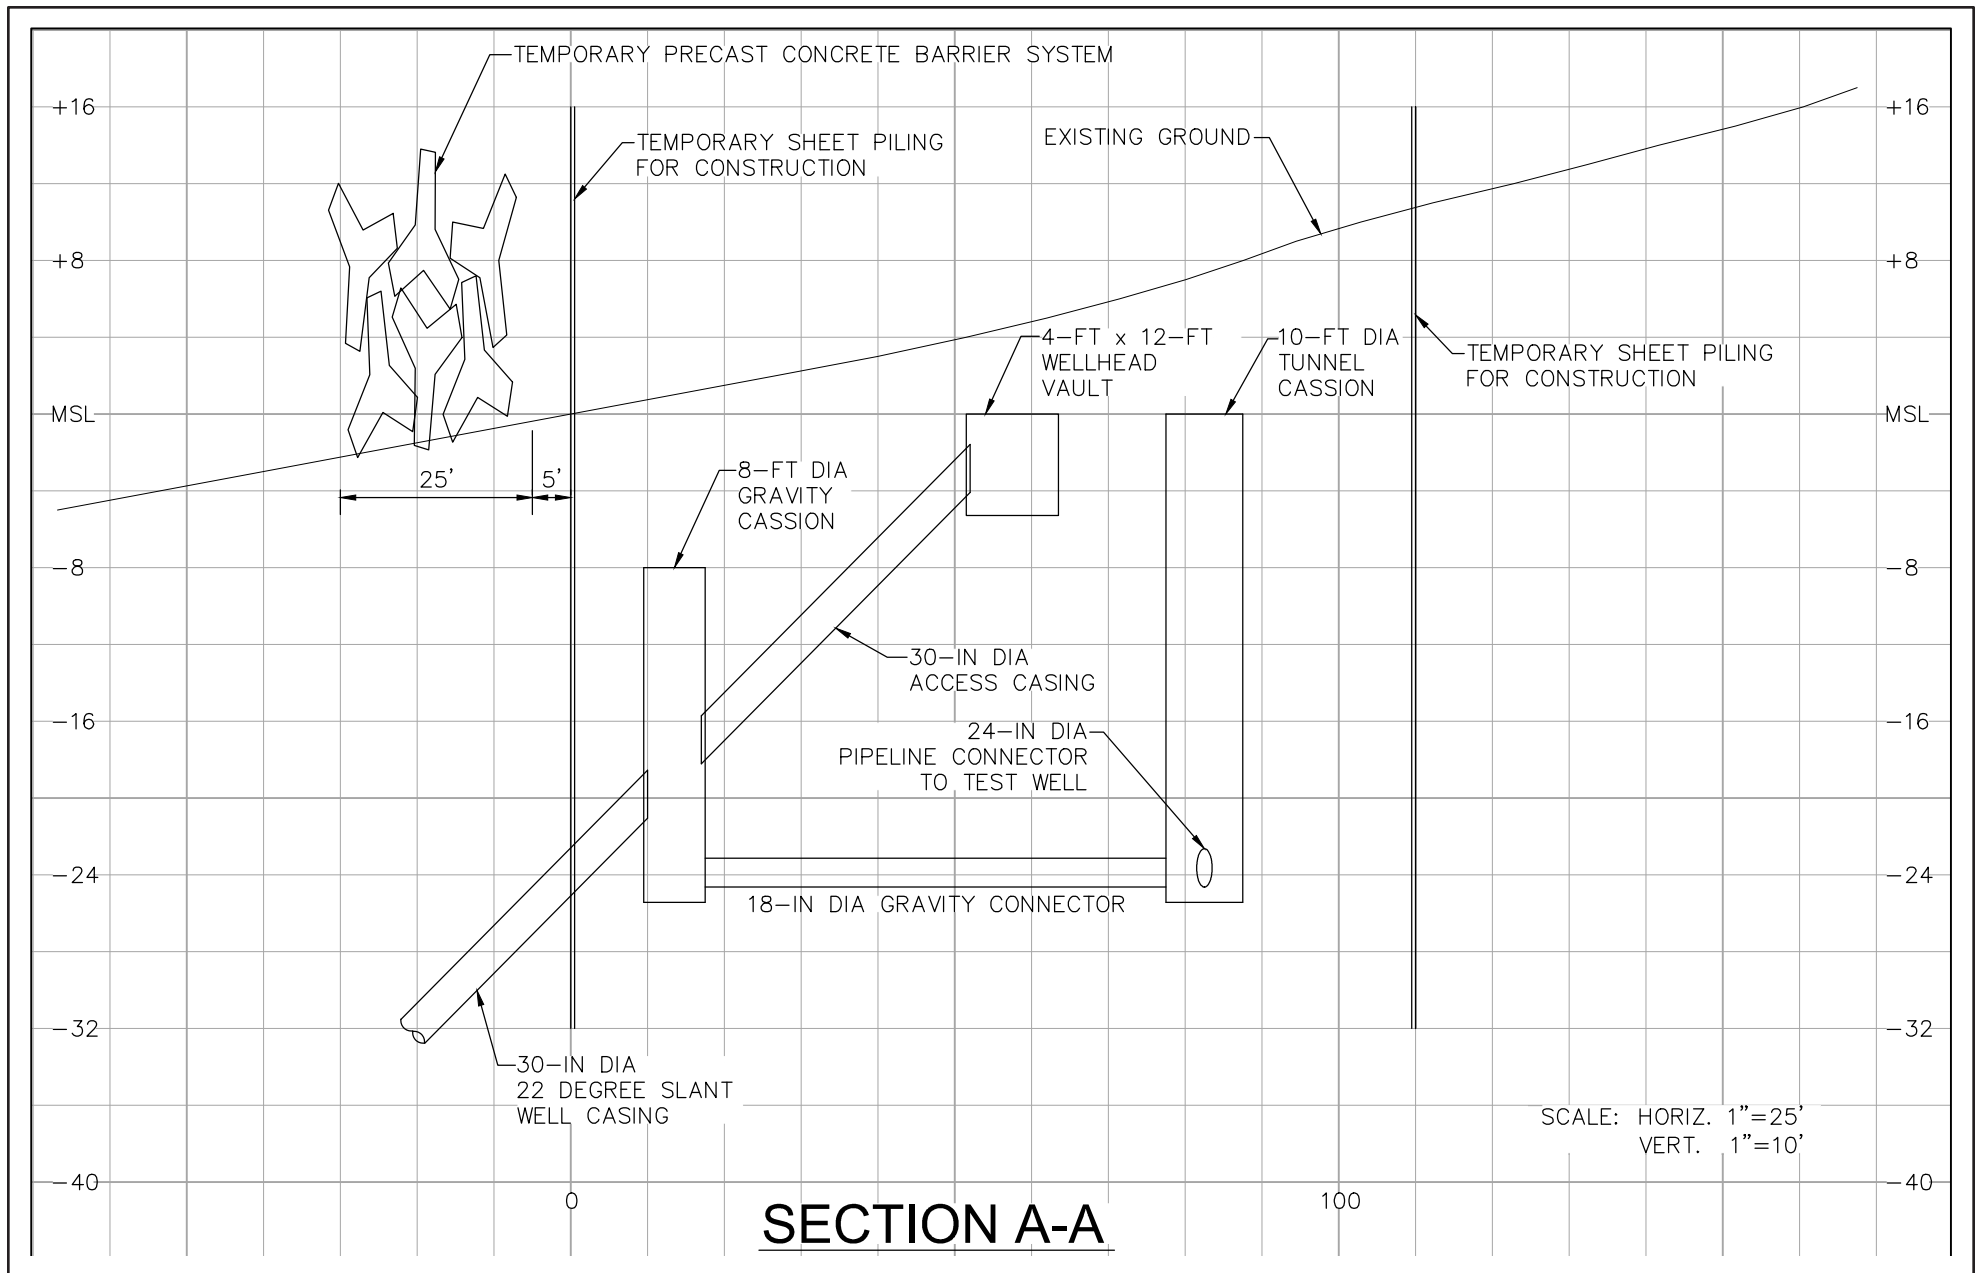 TEMPORARY PRECAST CONCRETE BARRIER SYSTEM
+16
+16
TEMPORARY SHEET PILING
FOR CONSTRUCTION
EXISTING GROUND
+8
+8
4-FT x 12-FT
WELLHEAD
VAULT
10-FT DIA
TUNNEL
CASSION
TEMPORARY SHEET PILING
FOR CONSTRUCTION
MSL
MSL
25'
5'
8-FT DIA
GRAVITY
CASSION
-8
-8
30-IN DIA
ACCESS CASING
-16
-16
24-IN DIA
PIPELINE CONNECTOR
TO TEST WELL
-24
-24
18-IN DIA GRAVITY CONNECTOR
-32
-32
30-IN DIA
22 DEGREE SLANT
WELL CASING
SCALE: HORIZ. 1"=25'
VERT. 1"=10'
-40
-40
0
100
SECTION A-A